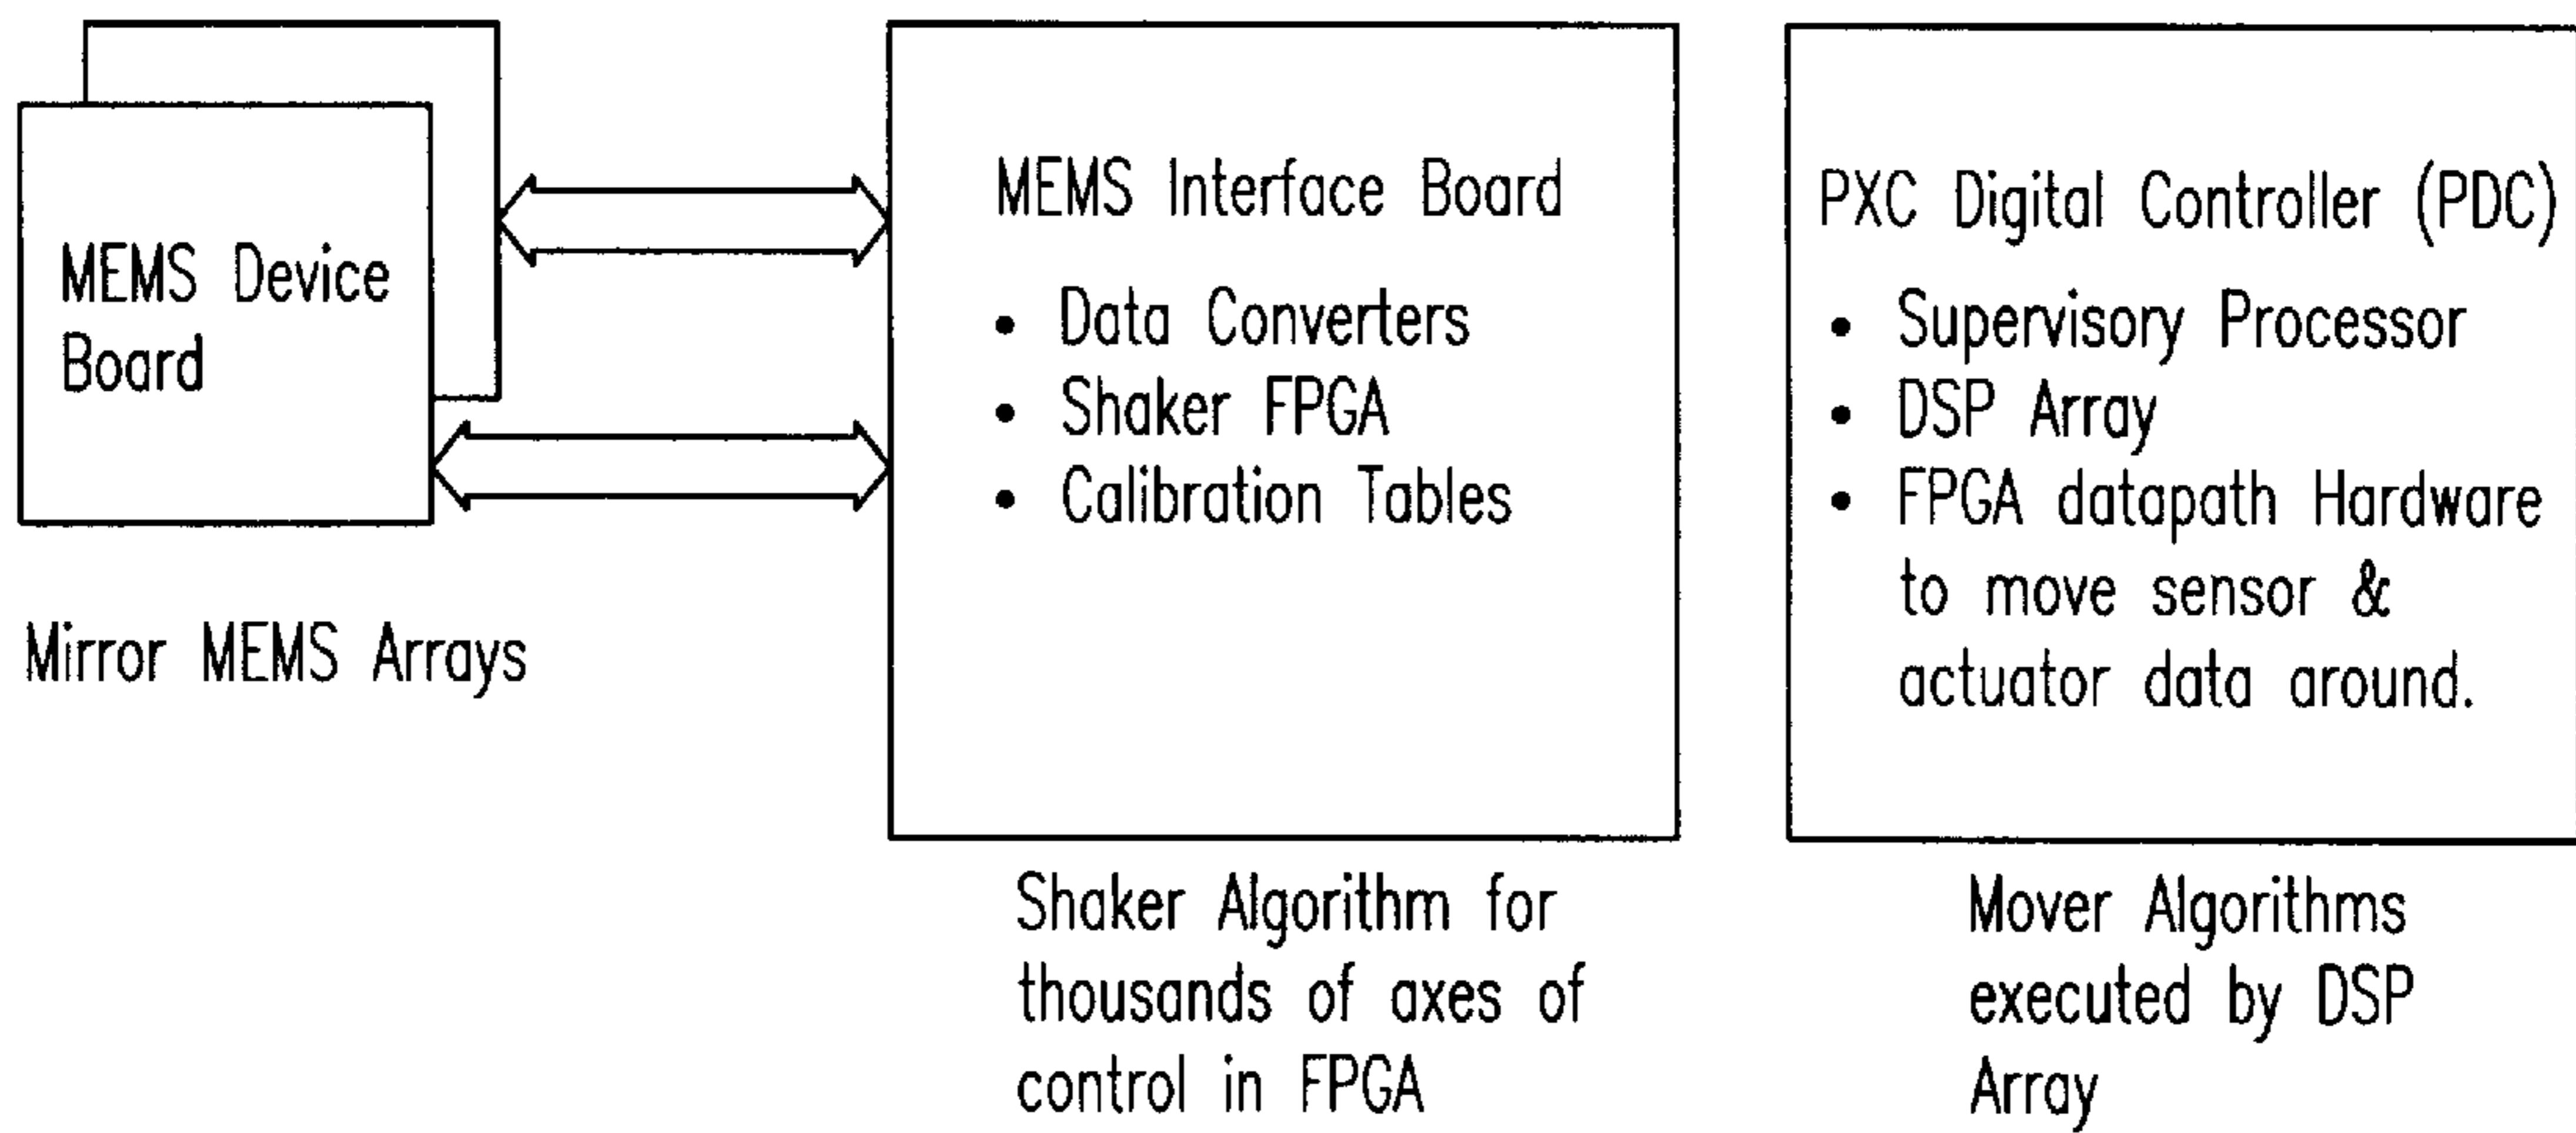 MEMS Device
Board
Mirror MEMS Arrays
MEMS Interface Board
• Data Converters
• Shaker FPGA
• Calibration Tables
Shaker Algorithm for
thousands of axes of
control in FPGA
PXC Digital Controller (PDC)
• Supervisory Processor
• DSP Array
• FPGA datapath Hardware
to move sensor &
actuator data around.
Mover Algorithms
executed by DSP
Array